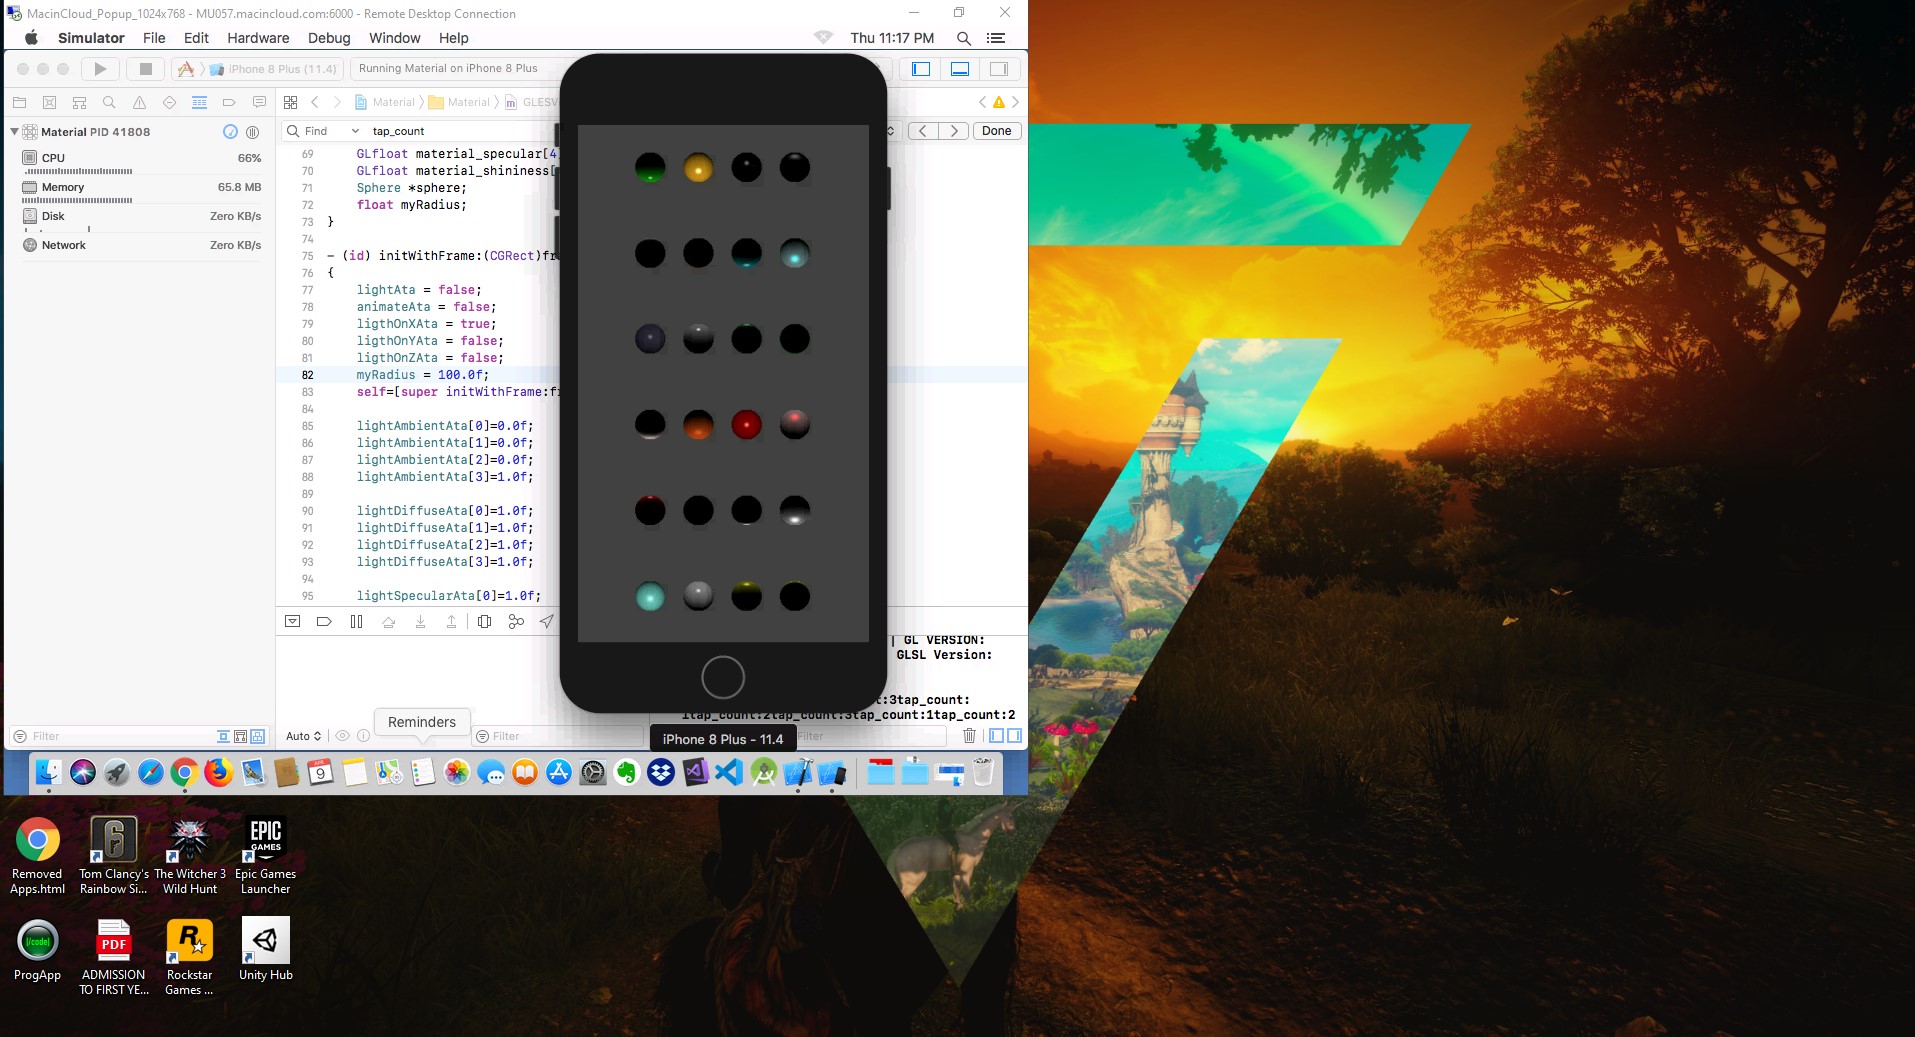 MacinCloud_Popup_1024x768 - MU057.macincloud.com:6000 - Remote Desktop Connection
Simulator File Edit Hardware Debug Window Help Thu 11:17 PM
iPhone 8 Plus (11.4) Running Material on iPhone 8 Plus
Material Material m GLESV
Material PID 41808
Find tap_count Done
CPU 66%
Memory 65.8 MB
Disk Zero KB/s
Network Zero KB/s
69 GLfloat material_specular[4
70 GLfloat material_shininess[
71 Sphere *sphere;
72 float myRadius;
73 }
74
75 - (id) initWithFrame:(CGRect)fr
76 {
77 lightAta = false;
78 animateAta = false;
79 ligthOnXAta = true;
80 ligthOnYAta = false;
81 ligthOnZAta = false;
82 myRadius = 100.0f;
83 self=[super initWithFrame:f
84
85 lightAmbientAta[0]=0.0f;
86 lightAmbientAta[1]=0.0f;
87 lightAmbientAta[2]=0.0f;
88 lightAmbientAta[3]=1.0f;
89
90 lightDiffuseAta[0]=1.0f;
91 lightDiffuseAta[1]=1.0f;
92 lightDiffuseAta[2]=1.0f;
93 lightDiffuseAta[3]=1.0f;
94
95 lightSpecularAta[0]=1.0f;
| GL VERSION:
GLSL Version:
:3tap_count:
1tap_count:2tap_count:3tap_count:1tap_count:2
Reminders
Filter Auto Filter Filter
iPhone 8 Plus - 11.4
APR
9
Removed Apps.html
Tom Clancy's Rainbow Si...
The Witcher 3 Wild Hunt
EPIC GAMES
Epic Games Launcher
{/code}
ProgApp
PDF
ADMISSION TO FIRST YE...
R
Rockstar Games ...
Unity Hub